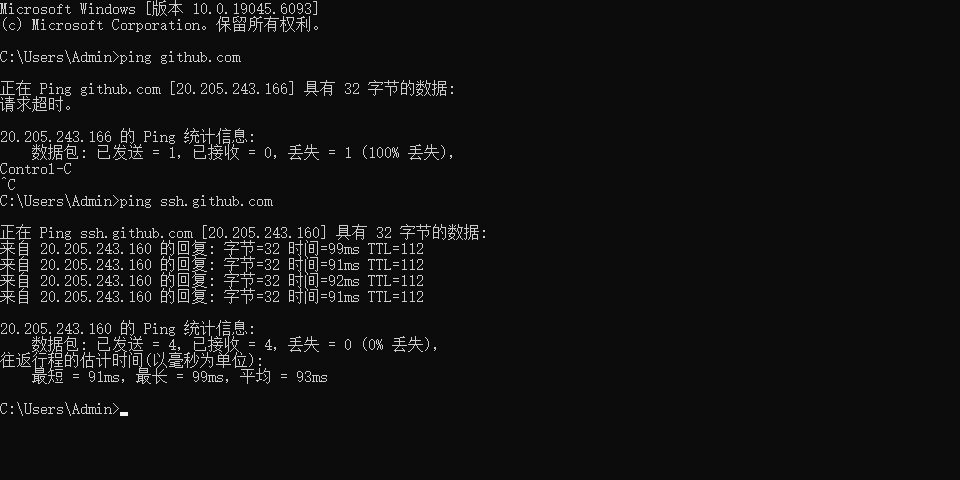 Microsoft Windows [版本 10.0.19045.6093]
(c) Microsoft Corporation。保留所有权利。
C:\Users\Admin>ping github.com
正在 Ping github.com [20.205.243.166] 具有 32 字节的数据:
请求超时。
20.205.243.166 的 Ping 统计信息:
    数据包: 已发送 = 1，已接收 = 0，丢失 = 1 (100% 丢失)，
Control-C
^C
C:\Users\Admin>ping ssh.github.com
正在 Ping ssh.github.com [20.205.243.160] 具有 32 字节的数据:
来自 20.205.243.160 的回复: 字节=32 时间=99ms TTL=112
来自 20.205.243.160 的回复: 字节=32 时间=91ms TTL=112
来自 20.205.243.160 的回复: 字节=32 时间=92ms TTL=112
来自 20.205.243.160 的回复: 字节=32 时间=91ms TTL=112
20.205.243.160 的 Ping 统计信息:
    数据包: 已发送 = 4，已接收 = 4，丢失 = 0 (0% 丢失)，
往返行程的估计时间(以毫秒为单位):
    最短 = 91ms，最长 = 99ms，平均 = 93ms
C:\Users\Admin>